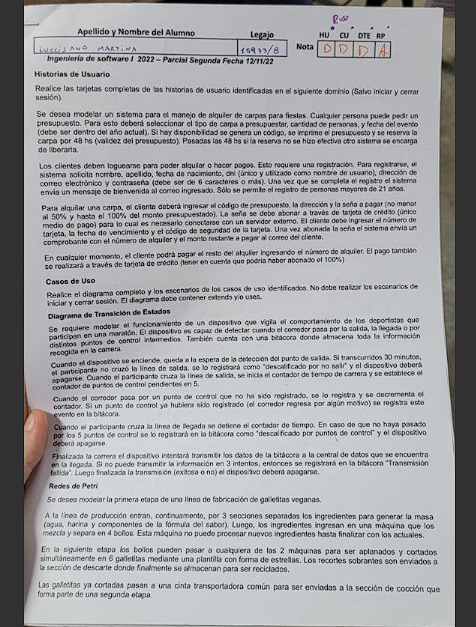 Apellido y Nombre del Alumno Legajo HU CU DTE RP
LUCCISANO MARTINA Nota D D D A
Ingeniería de software I 2022 – Parcial Segunda Fecha 12/11/22
Historias de Usuario
Realice las tarjetas completas de las historias de usuario identificadas en el siguiente dominio (Salvo iniciar y cerrar
sesión).
Se desea modelar un sistema para el manejo de alquiler de carpas para fiestas. Cualquier persona puede pedir un
presupuesto. Para esto deberá seleccionar el tipo de carpa a presupuestar, cantidad de personas, y fecha del evento
(debe ser dentro del año actual). Si hay disponibilidad se genera un código, se imprime el presupuesto y se reserva la
carpa por 48 hs (validez del presupuesto). Pasadas las 48 hs si la reserva no se hizo efectiva otro sistema se encarga
de liberarla.
Los clientes deben loguearse para poder alquilar o hacer pagos. Esto requiere una registración. Para registrarse, el
sistema solicita nombre, apellido, fecha de nacimiento, dni (único y utilizado como nombre de usuario), dirección de
correo electrónico y contraseña (debe ser de 6 caracteres o más). Una vez que se completa el registro el sistema
envía un mensaje de bienvenida al correo ingresado. Sólo se permite el registro de personas mayores de 21 años.
Para alquilar una carpa, el cliente deberá ingresar el código de presupuesto, la dirección y la seña a pagar (no menor
al 50% y hasta el 100% del monto presupuestado). La seña se debe abonar a través de tarjeta de crédito (único
medio de pago) para lo cual es necesario conectarse con un servidor externo. El cliente debe ingresar el número de
tarjeta, la fecha de vencimiento y el código de seguridad de la tarjeta. Una vez abonada la seña el sistema envía un
comprobante con el número de alquiler y el monto restante a pagar al correo del cliente.
En cualquier momento, el cliente podrá pagar el resto del alquiler ingresando el número de alquiler. El pago también
se realizará a través de tarjeta de crédito (tener en cuenta que podría haber abonado el 100%)
Casos de Uso
Realice el diagrama completo y los escenarios de los casos de uso identificados. No debe realizar los escenarios de
iniciar y cerrar sesión. El diagrama debe contener extends y/o uses.
Diagrama de Transición de Estados
Se requiere modelar el funcionamiento de un dispositivo que vigila el comportamiento de los deportistas que
participan en una maratón. El dispositivo es capaz de detectar cuando el corredor pasa por la salida, la llegada o por
distintos puntos de control intermedios. También cuenta con una bitácora donde almacena toda la información
recogida en la carrera.
Cuando el dispositivo se enciende, queda a la espera de la detección del punto de salida. Si transcurridos 30 minutos,
el participante no cruzó la línea de salida, se lo registrará como "descalificado por no salir" y el dispositivo deberá
apagarse. Cuando el participante cruza la línea de salida, se inicia el contador de tiempo de carrera y se establece el
contador de puntos de control pendientes en 5.
Cuando el corredor pasa por un punto de control que no ha sido registrado, se lo registra y se decrementa el
contador. Si un punto de control ya hubiera sido registrado (el corredor regresa por algún motivo) se registra este
evento en la bitácora.
Cuando el participante cruza la línea de llegada se detiene el contador de tiempo. En caso de que no haya pasado
por los 5 puntos de control se lo registrará en la bitácora como "descalificado por puntos de control" y el dispositivo
deberá apagarse.
Finalizada la carrera el dispositivo intentará transmitir los datos de la bitácora a la central de datos que se encuentra
en la llegada. Si no puede transmitir la información en 3 intentos, entonces se registrará en la bitácora "Transmisión
fallida". Luego finalizada la transmisión (exitosa o no) el dispositivo deberá apagarse.
Redes de Petri
Se desea modelar la primera etapa de una línea de fabricación de galletitas veganas.
A la línea de producción entran, continuamente, por 3 secciones separadas los ingredientes para generar la masa
(agua, harina y componentes de la fórmula del sabor). Luego, los ingredientes ingresan en una máquina que los
mezcla y separa en 4 bollos. Esta máquina no puede procesar nuevos ingredientes hasta finalizar con los actuales.
En la siguiente etapa los bollos pueden pasar a cualquiera de las 2 máquinas para ser aplanados y cortados
simultáneamente en 6 galletitas mediante una plantilla con forma de estrellas. Los recortes sobrantes son enviados a
la sección de descarte donde finalmente se almacenan para ser reciclados.
Las galletitas ya cortadas pasan a una cinta transportadora común para ser enviadas a la sección de cocción que
forma parte de una segunda etapa.